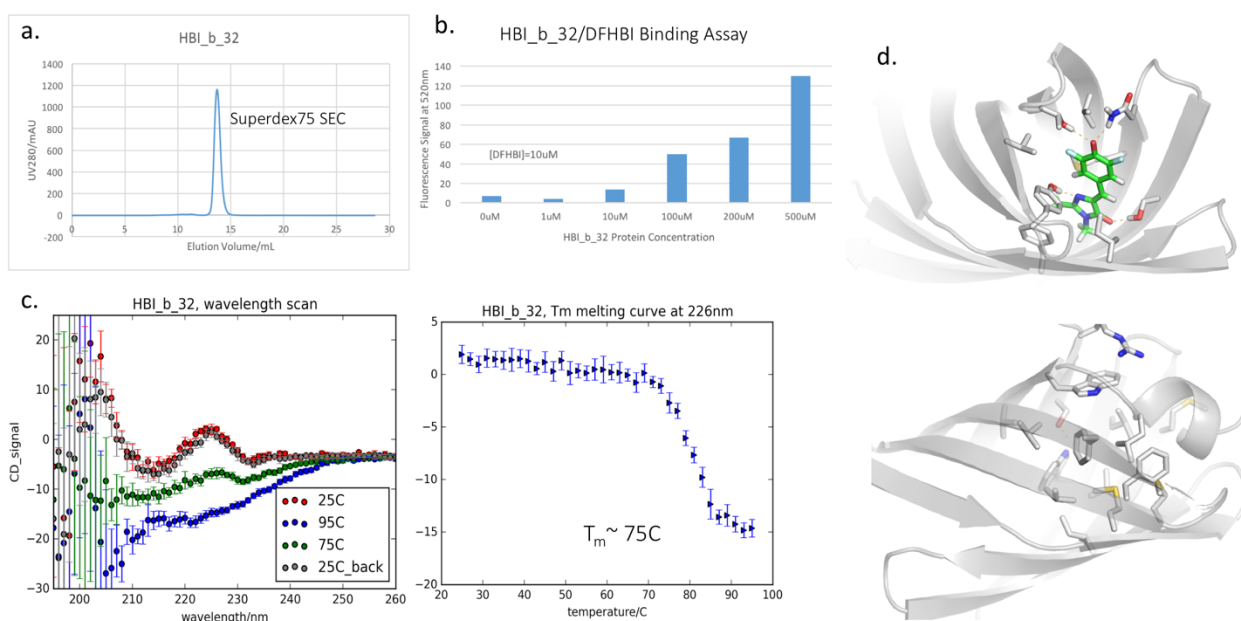 a.
HBI_b_32
1400
1200
1000
800
600
400
200
0
-200
0 5 10 15 20 25 30
UV280/mAU
Superdex75 SEC
Elution Volume/mL
b.
HBI_b_32/DFHBI Binding Assay
140
120
100
80
60
40
20
0
Fluorescence Signal at 520nm
[DFHBI]=10uM
0uM 1uM 10uM 100uM 200uM 500uM
HBI_b_32 Protein Concentration
d.
c.
HBI_b_32, wavelength scan
20
10
0
−10
−20
−30
CD_signal
25C
95C
75C
25C_back
200 210 220 230 240 250 260
wavelength/nm
HBI_b_32, Tm melting curve at 226nm
5
0
−5
−10
−15
−20
Tm~ 75C
20 30 40 50 60 70 80 90 100
temperature/C